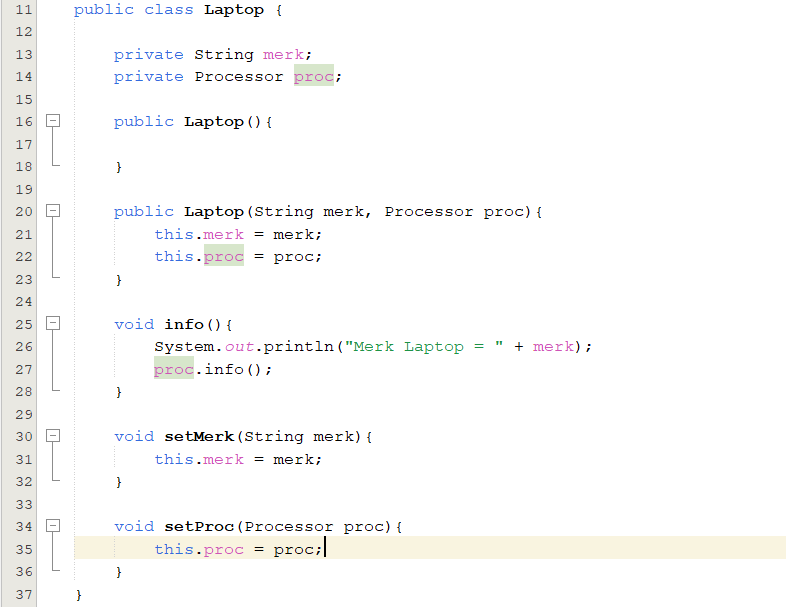 11 public class Laptop {
12
13     private String merk;
14     private Processor proc;
15
16     public Laptop(){
17
18     }
19
20     public Laptop(String merk, Processor proc){
21         this.merk = merk;
22         this.proc = proc;
23     }
24
25     void info(){
26         System.out.println("Merk Laptop = " + merk);
27         proc.info();
28     }
29
30     void setMerk(String merk){
31         this.merk = merk;
32     }
33
34     void setProc(Processor proc){
35         this.proc = proc;
36     }
37 }